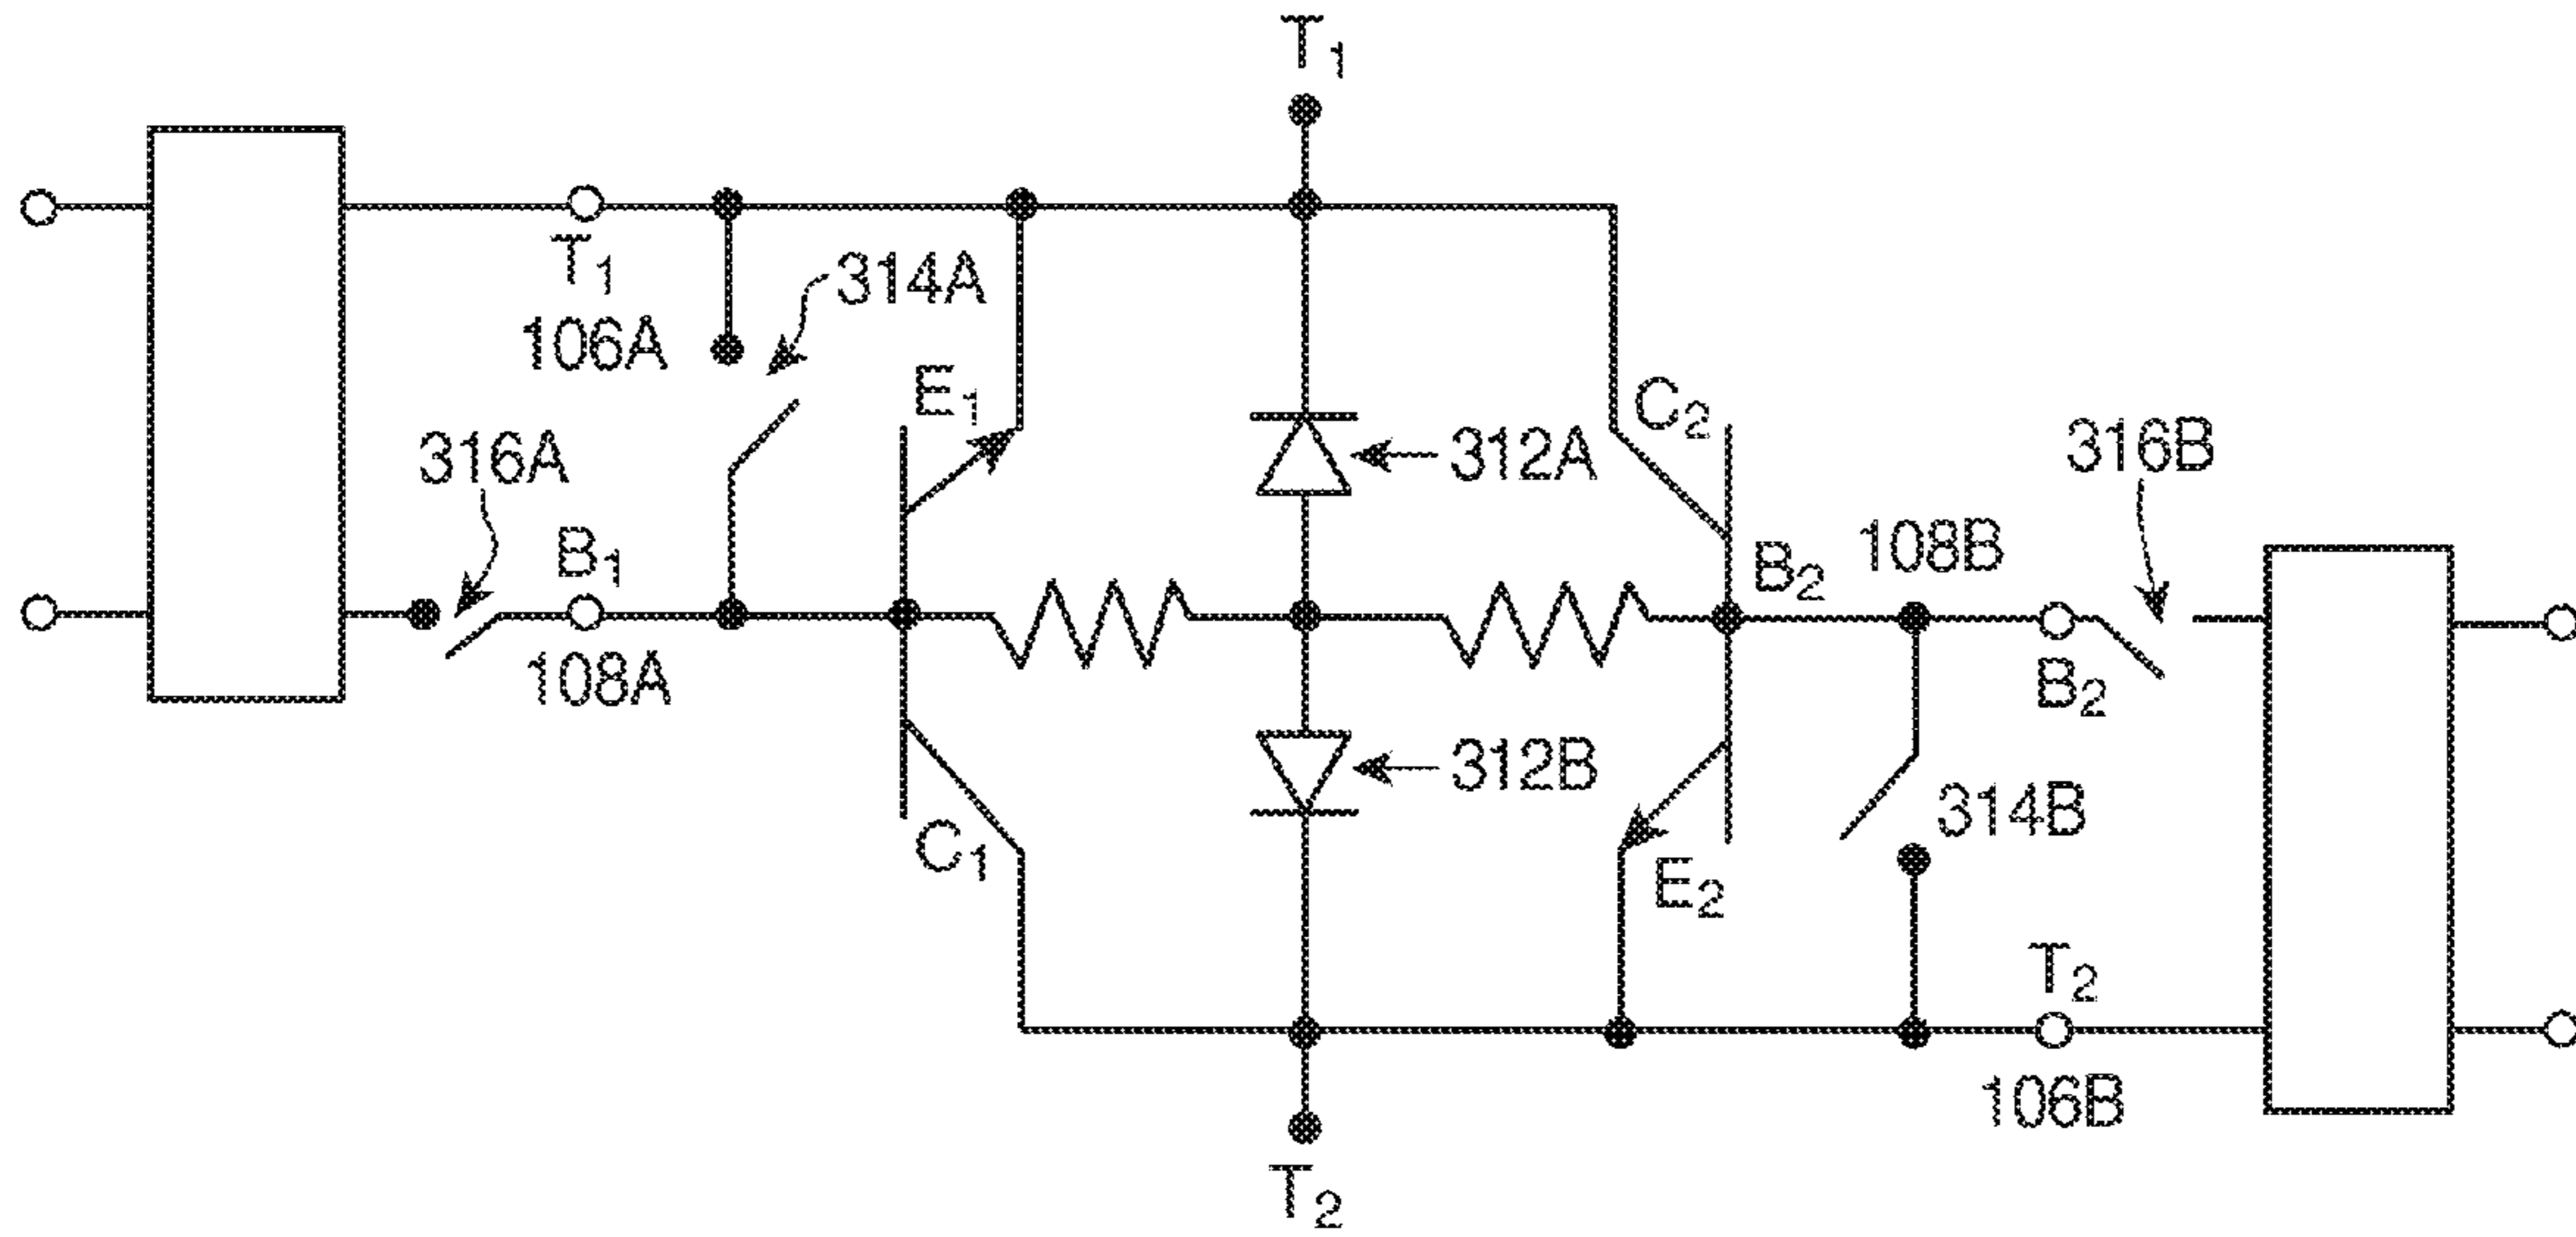 T₁
T₁
106A
314A
E₁
316A
B₁
108A
312A
C₂
316B
B₂
108B
B₂
312B
C₁
314B
E₂
T₂
106B
T₂